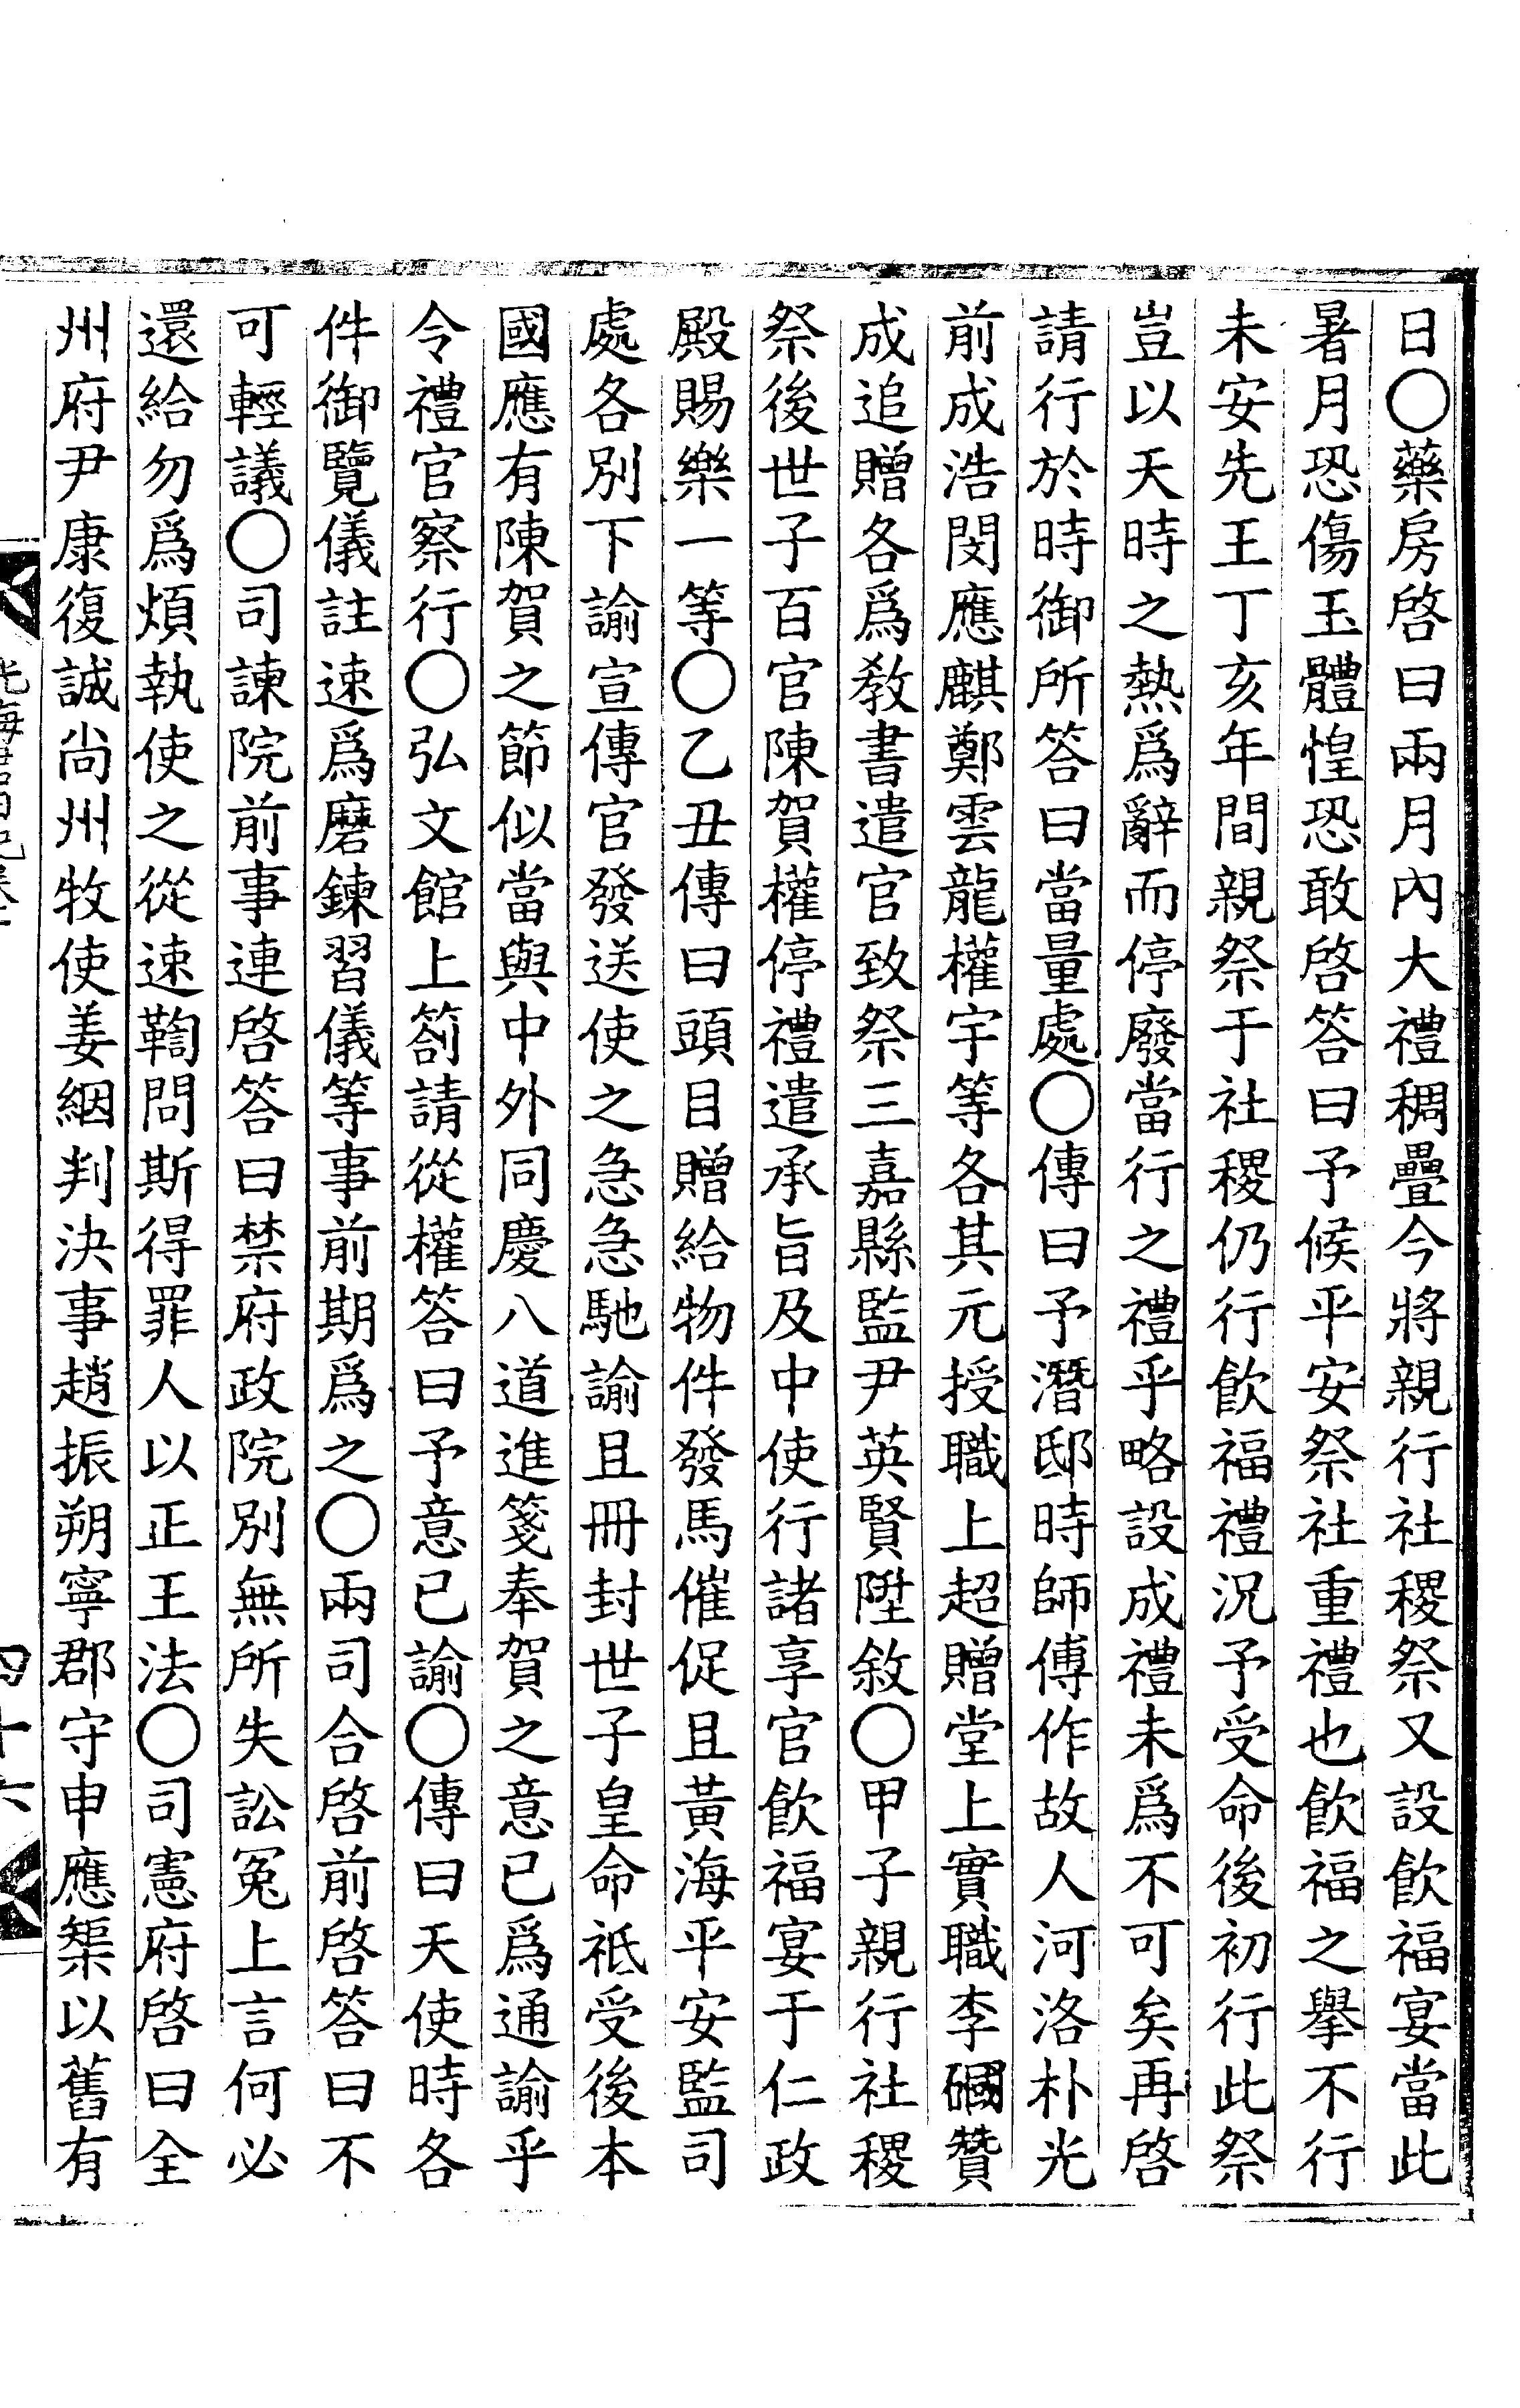 日○藥房啓曰兩月內大禮稠疊今將親行社稷祭又設飮福宴當此
暑月恐傷玉體惶恐敢啓答曰予候平安祭社重禮也飮福之擧不行
未安先王丁亥年間親祭于社稷仍行飮福禮況予受命後初行此祭
豈以天時之熱爲辭而停廢當行之禮乎略設成禮未爲不可矣再啓
請行於時御所答曰當量處○傳曰予潛邸時師傅作故人河洛朴光
前成浩閔應麒鄭雲龍權宇等各其元授職上超贈堂上實職李䃳贊
成追贈各爲敎書遣官致祭三嘉縣監尹英賢陞敘○甲子親行社稷
祭後世子百官陳賀權停禮遣承旨及中使行諸享官飮福宴于仁政
殿賜樂一等○乙丑傳曰頭目贈給物件發馬催促且黃海平安監司
處各別下諭宣傳官發送使之急急馳諭且冊封世子皇命祗受後本
國應有陳賀之節似當與中外同慶八道進箋奉賀之意已爲通諭乎
令禮官察行○弘文館上箚請從權答曰予意已諭○傳曰天使時各
件御覽儀註速爲磨鍊習儀等事前期爲之○兩司合啓前啓答曰不
可輕議○司諫院前事連啓答曰禁府政院別無所失訟冤上言何必
還給勿爲煩執使之從速鞫問斯得罪人以正王法○司憲府啓曰全
州府尹康復誠尙州牧使姜絪判決事趙振朔寧郡守申應榘以舊有
光海君日記卷十
四十六